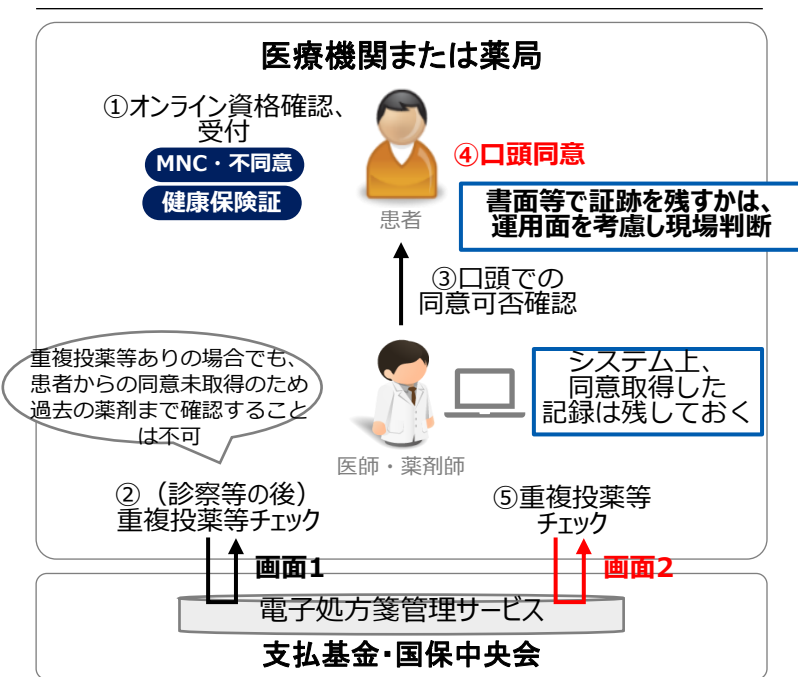 医療機関または薬局
①オンライン資格確認、
受付
MNC・不同意
健康保険証
患者
④口頭同意
書面等で証跡を残すかは、
運用面を考慮し現場判断
③口頭での
同意可否確認
重複投薬等ありの場合でも、
患者からの同意未取得のため
過去の薬剤まで確認すること
は不可
システム上、
同意取得した
記録は残しておく
医師・薬剤師
②（診察等の後）
重複投薬等チェック
⑤重複投薬等
チェック
画面1
画面2
電子処方箋管理サービス
支払基金・国保中央会